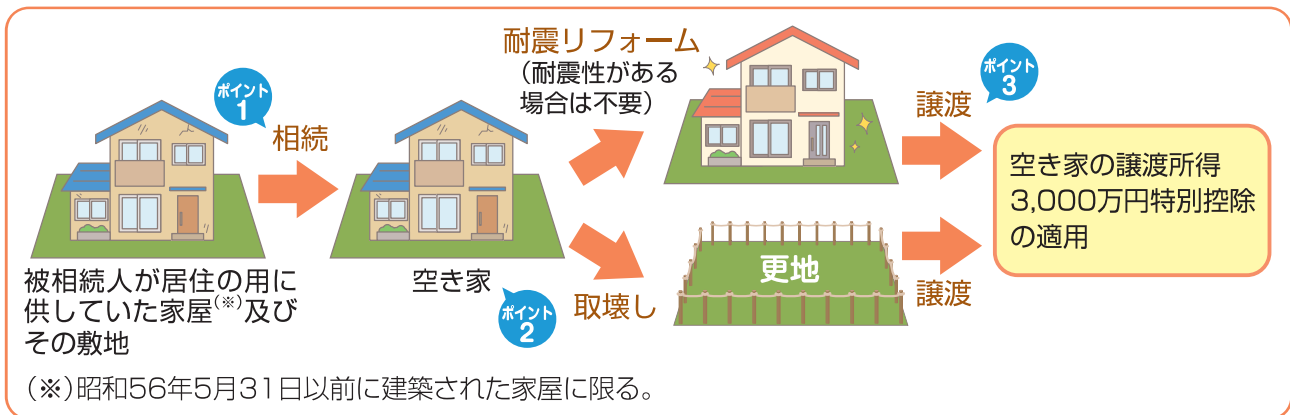 ポイント
1
相続
被相続人が居住の用に
供していた家屋(※)及び
その敷地
空き家
ポイント
2
耐震リフォーム
（耐震性がある
場合は不要）
取壊し
更地
ポイント
3
譲渡
譲渡
空き家の譲渡所得
3,000万円特別控除
の適用
(※)昭和56年5月31日以前に建築された家屋に限る。